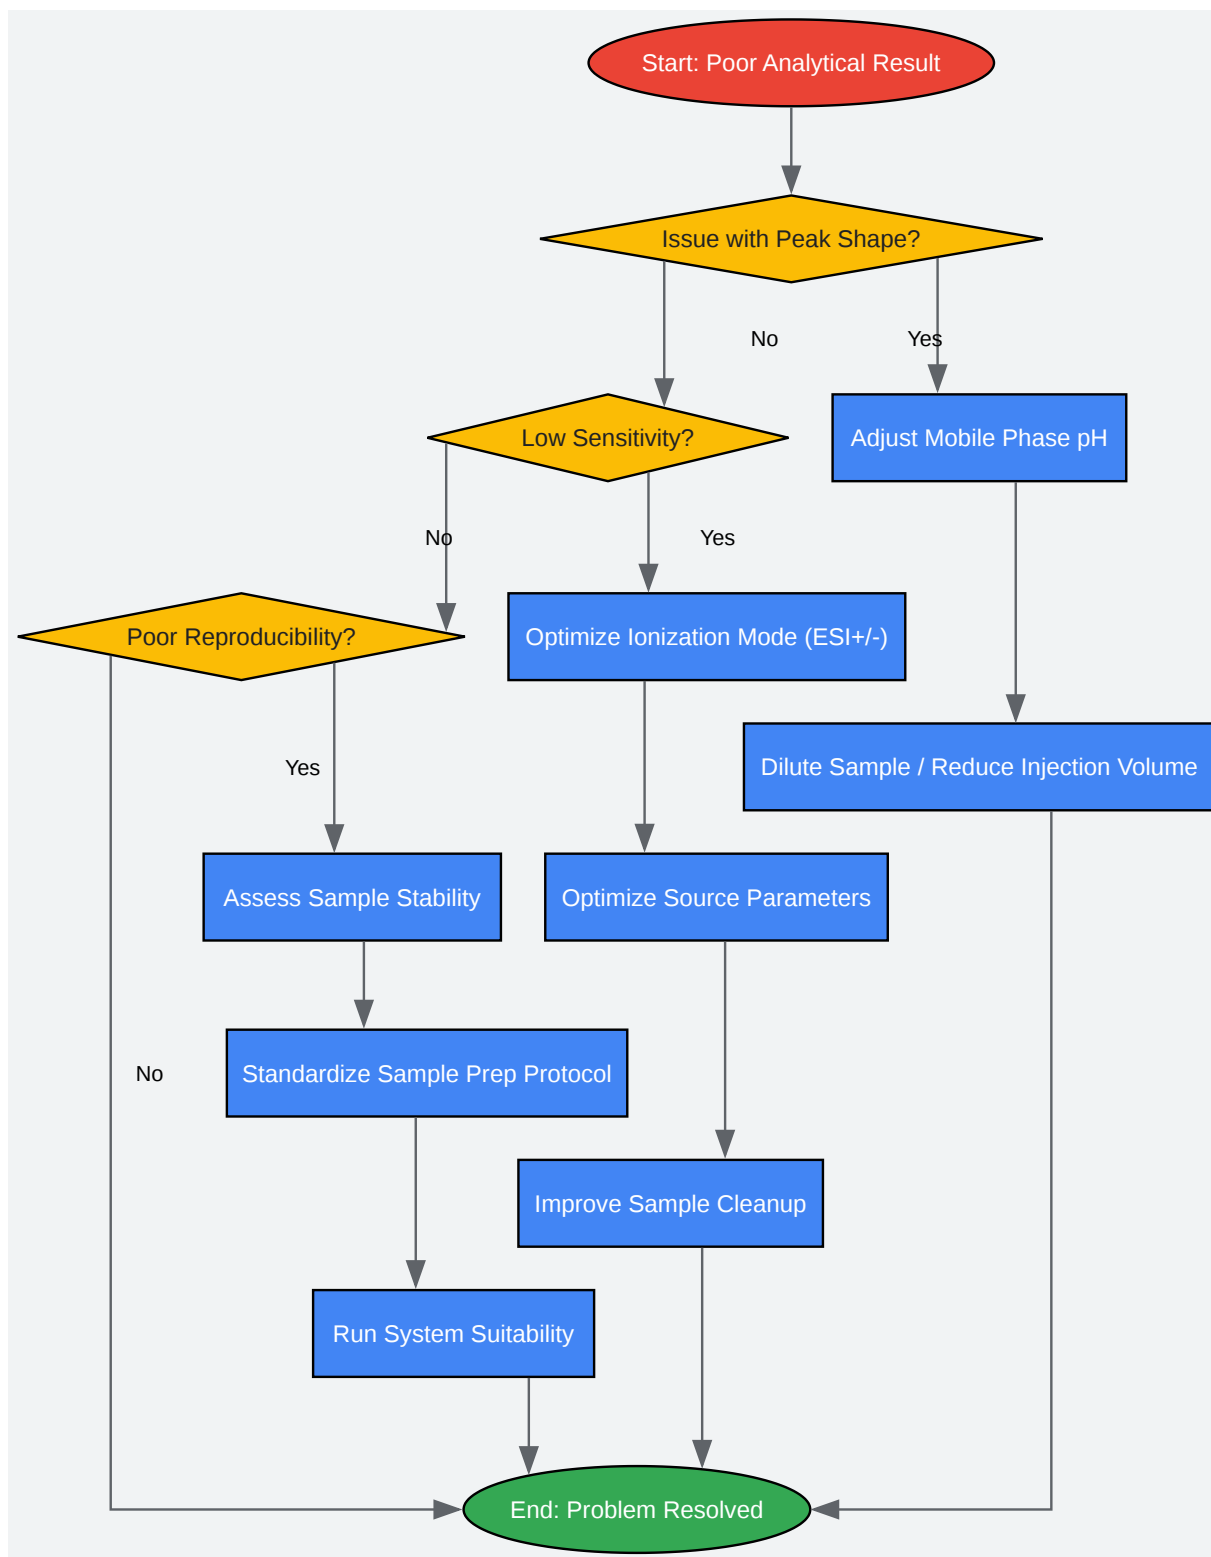 Start: Poor Analytical Result
Issue with Peak Shape?
No
Yes
Low Sensitivity?
Adjust Mobile Phase pH
No
Yes
Poor Reproducibility?
Optimize Ionization Mode (ESI+/-)
Yes
Dilute Sample / Reduce Injection Volume
Assess Sample Stability
Optimize Source Parameters
No
Standardize Sample Prep Protocol
Improve Sample Cleanup
Run System Suitability
End: Problem Resolved